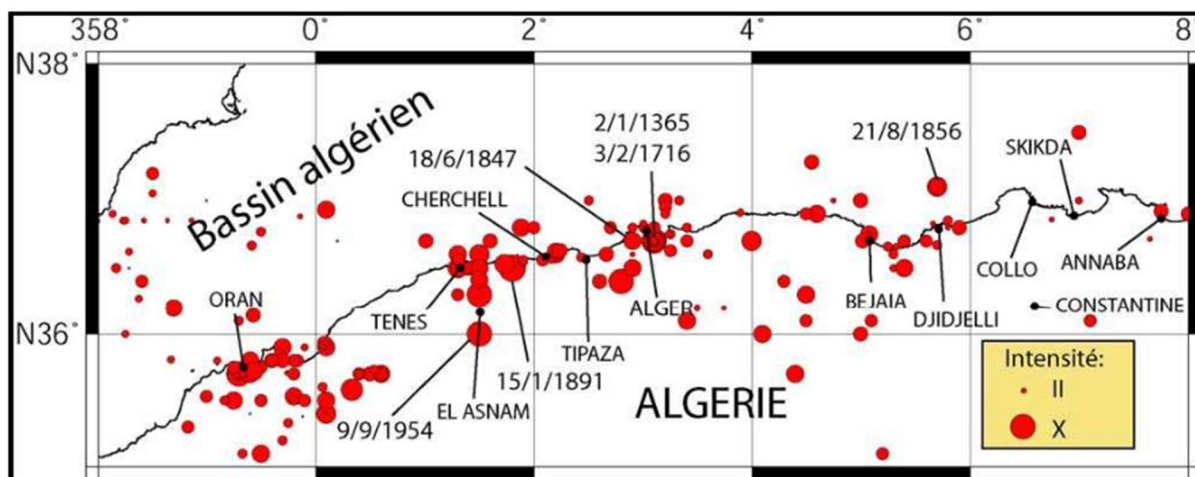 358° 0° 2° 4° 6° 8°
N38°
Bassin algérien
2/1/1365
3/2/1716
21/8/1856
18/6/1847
SKIKDA
CHERCHELL
ORAN
TENES
ALGER
BEJAIA
COLLO
ANNABA
DJIDJELLI
CONSTANTINE
N36°
TIPAZA
15/1/1891
EL ASNAM
9/9/1954
ALGERIE
Intensité:
II
X